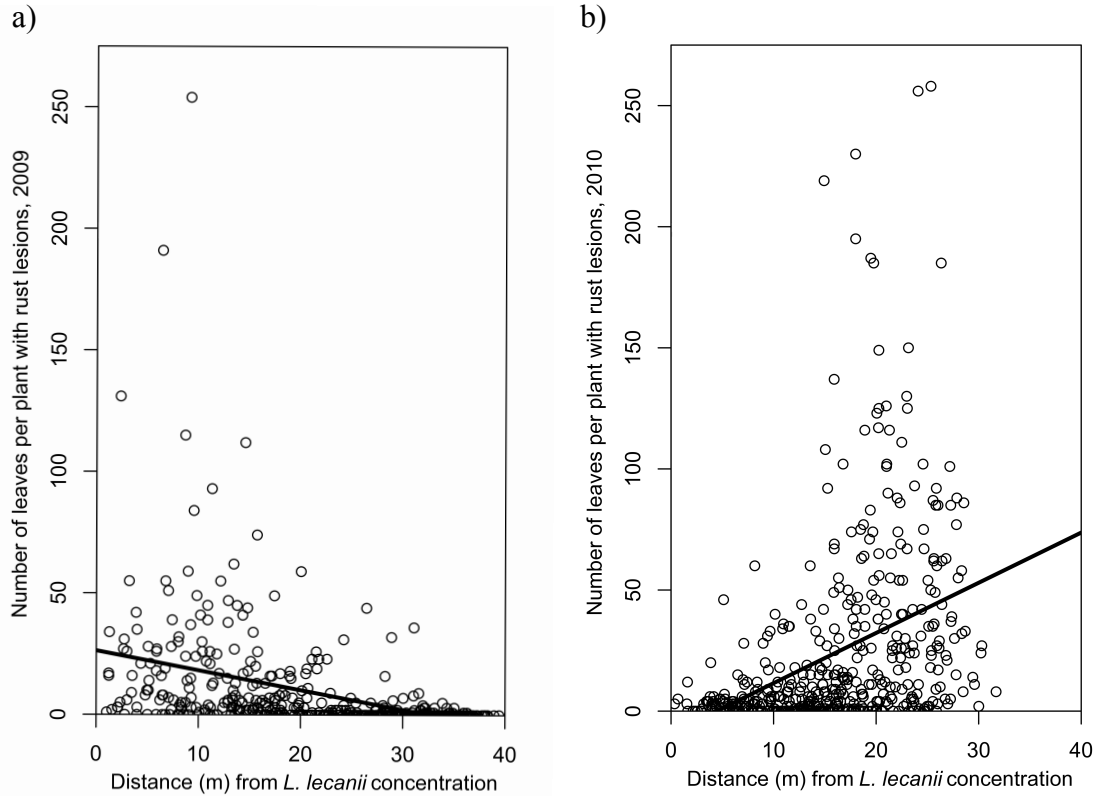 a)
Number of leaves per plant with rust lesions, 2009
250
200
150
100
50
0
0 10 20 30 40
Distance (m) from L. lecanii concentration
b)
Number of leaves per plant with rust lesions, 2010
250
200
150
100
50
0
0 10 20 30 40
Distance (m) from L. lecanii concentration